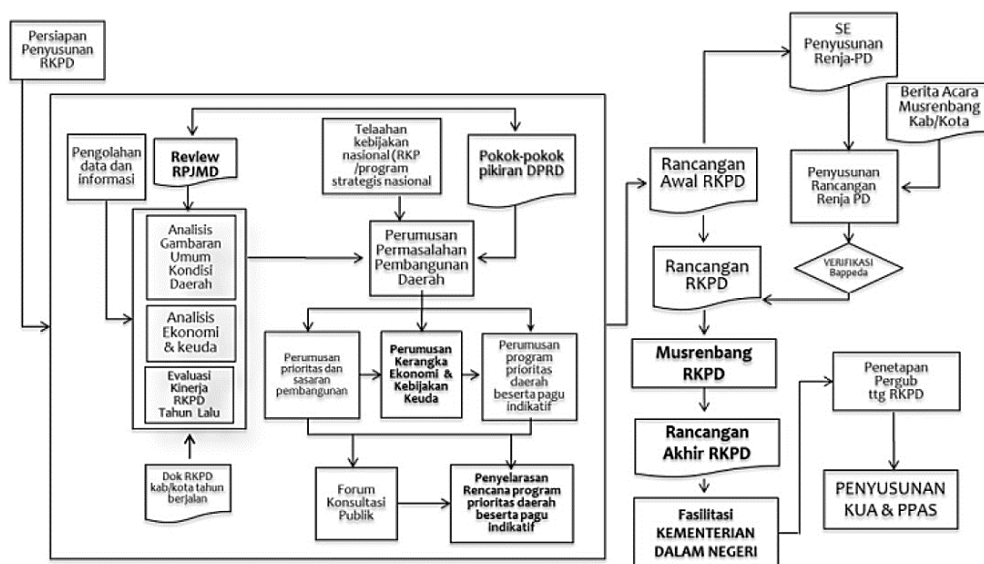 Persiapan
Penyusunan
RKPD
Pengolahan
data dan
informasi
Review
RPJMD
Telaahan
kebijakan
nasional (RKP
/program
strategis nasional
Pokok-pokok
pikiran DPRD
Analisis
Gambaran
Umum
Kondisi
Daerah
Analisis
Ekonomi
& keuda
Evaluasi
Kinerja
RKPD
Tahun Lalu
Dok RKPD
kab/kota tahun
berjalan
Perumusan
Permasalahan
Pembangunan
Daerah
Perumusan
prioritas dan
sasaran
pembangunan
Perumusan
Kerangka
Ekonomi &
Kebijakan
Keuda
Perumusan
program
prioritas
daerah
beserta pagu
indikatif
Forum
Konsultasi
Publik
Penyelarasan
Rencana program
prioritas daerah
beserta pagu
indikatif
Rancangan
Awal RKPD
Rancangan
RKPD
Musrenbang
RKPD
Rancangan
Akhir RKPD
Fasilitasi
KEMENTERIAN
DALAM NEGERI
SE
Penyusunan
Renja-PD
Berita Acara
Musrenbang
Kab/Kota
Penyusunan
Rancangan
Renja PD
VERIFIKASI
Bappeda
Penetapan
Pergub
ttg RKPD
PENYUSUNAN
KUA & PPAS